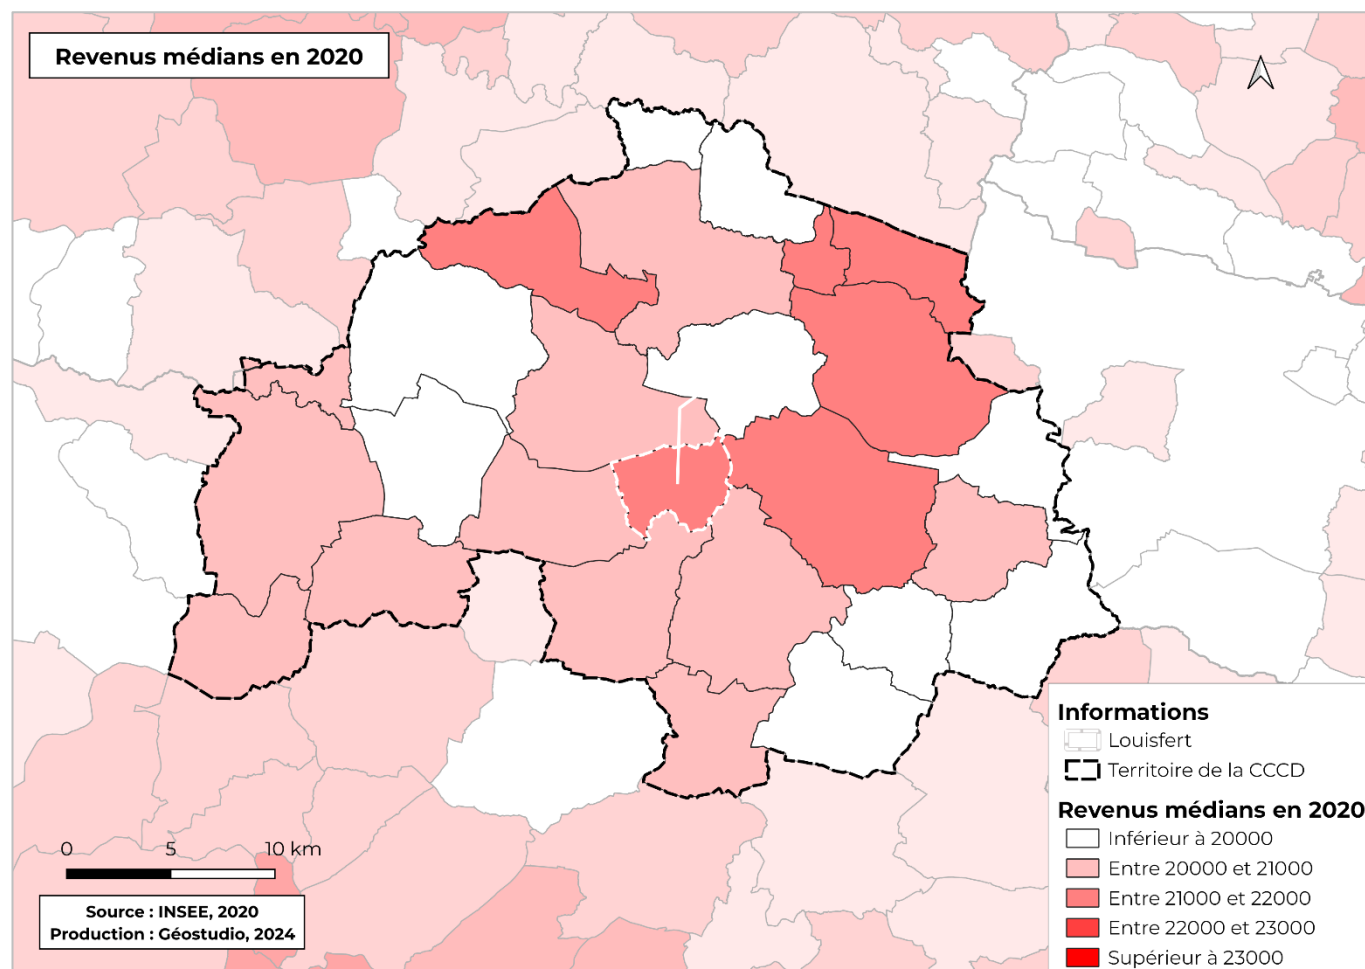 Revenus médians en 2020
Informations
Louisfert
Territoire de la CCCD
Revenus médians en 2020
Inférieur à 20000
Entre 20000 et 21000
Entre 21000 et 22000
Entre 22000 et 23000
Supérieur à 23000
0 5 10 km
Source : INSEE, 2020
Production : Géostudio, 2024